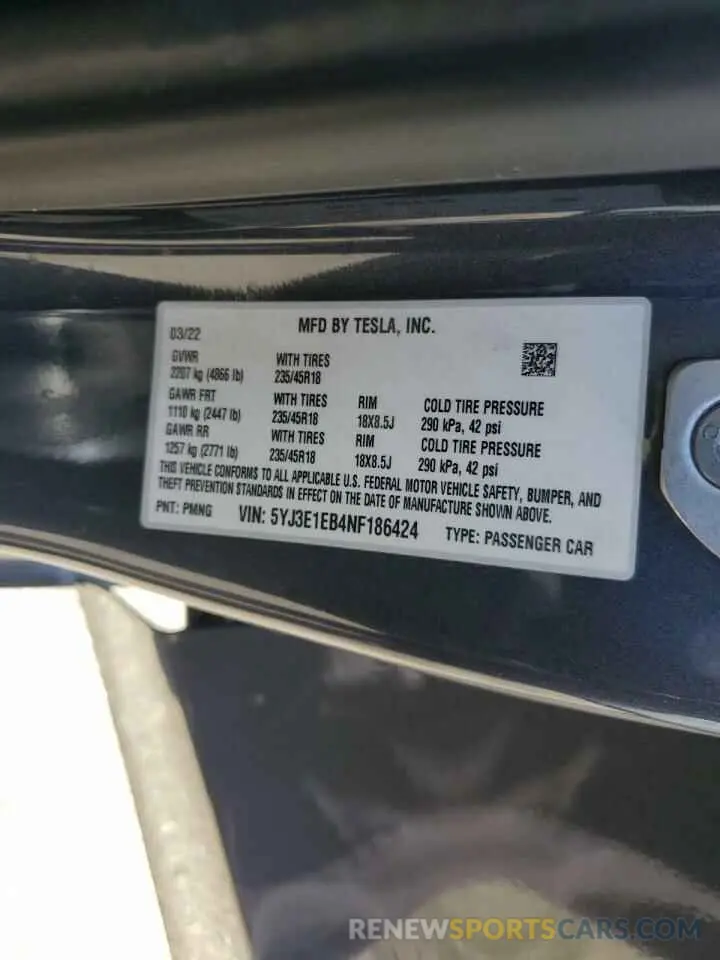 03/22 MFD BY TESLA, INC.
GVWR WITH TIRES
2207 kg (4866 lb) 235/45R18
GAWR FRT WITH TIRES RIM COLD TIRE PRESSURE
1110 kg (2447 lb) 235/45R18 18X8.5J 290 kPa, 42 psi
GAWR RR WITH TIRES RIM COLD TIRE PRESSURE
1257 kg (2771 lb) 235/45R18 18X8.5J 290 kPa, 42 psi
THIS VEHICLE CONFORMS TO ALL APPLICABLE U.S. FEDERAL MOTOR VEHICLE SAFETY, BUMPER, AND
THEFT PREVENTION STANDARDS IN EFFECT ON THE DATE OF MANUFACTURE SHOWN ABOVE.
PNT: PMNG VIN: 5YJ3E1EB4NF186424 TYPE: PASSENGER CAR
RENEWSPORTSCARS.COM